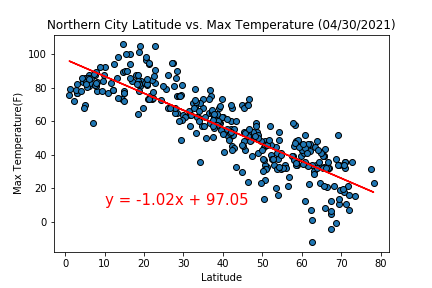 Northern City Latitude vs. Max Temperature (04/30/2021)
Max Temperature(F)
100
80
60
40
20
0
y = -1.02x + 97.05
0 10 20 30 40 50 60 70 80
Latitude